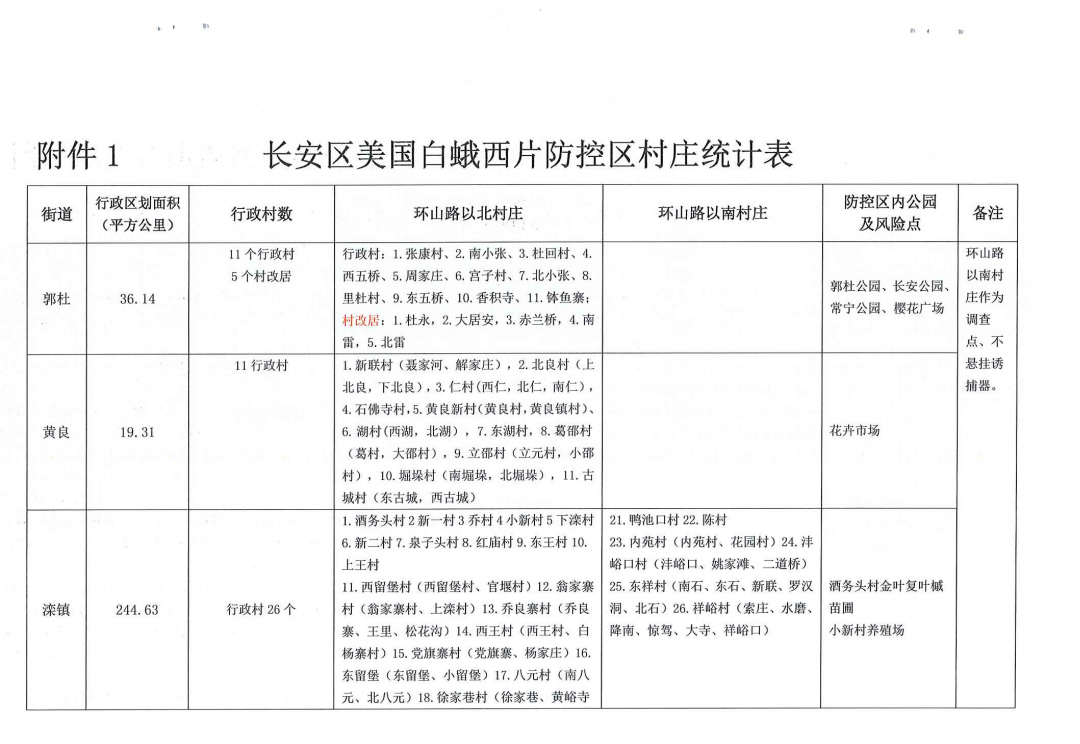 附件 1
长安区美国白蛾西片防控区村庄统计表
街道
行政区划面积
（平方公里）
行政村数
环山路以北村庄
环山路以南村庄
防控区内公园
及风险点
备注
郭杜
36.14
11 个行政村
5 个村改居
行政村：1.张康村、2.南小张、3.杜回村、4.
西五桥、5.周家庄、6.宫子村、7.北小张、8.
里杜村、9.东五桥、10.香积寺、11.钵鱼寨；
村改居：1.杜永，2.大居安，3.赤兰桥，4.南
雷，5.北雷
郭杜公园、长安公园、
常宁公园、樱花广场
环山路
以南村
庄作为
调查
点、不
悬挂诱
捕器。
黄良
19.31
11 行政村
1.新联村（聂家河、解家庄），2.北良村（上
北良，下北良），3.仁村(西仁，北仁，南仁)，
4.石佛寺村，5.黄良新村(黄良村，黄良镇村)、
6.湖村(西湖，北湖)，7.东湖村，8.葛邵村
（葛村，大邵村），9.立邵村（立元村，小邵
村），10.堀垛村（南堀垛，北堀垛），11.古
城村（东古城，西古城）
花卉市场
滦镇
244.63
行政村 26 个
1.酒务头村 2 新一村 3 乔村 4 小新村 5 下滦村
6.新二村 7.泉子头村 8.红庙村 9.东王村 10.
上王村
11.西留堡村（西留堡村、官堰村）12.翁家寨
村（翁家寨村、上滦村）13.乔良寨村（乔良
寨、王里、松花沟）14.西王村（西王村、白
杨寨村）15.党旗寨村（党旗寨、杨家庄）16.
东留堡（东留堡、小留堡）17.八元村（南八
元、北八元）18.徐家巷村（徐家巷、黄峪寺
21.鸭池口村 22.陈村
23.内苑村（内苑村、花园村）24.沣
峪口村（沣峪口、姚家滩、二道桥）
25.东祥村（南石、东石、新联、罗汉
洞、北石）26.祥峪村（索庄、水磨、
降南、惊驾、大寺、祥峪口）
酒务头村金叶复叶槭
苗圃
小新村养殖场